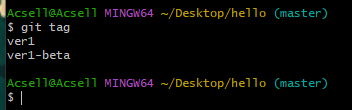 Acsell@Acsell MINGW64 ~/Desktop/hello (master)
$ git tag
ver1
ver1-beta
Acsell@Acsell MINGW64 ~/Desktop/hello (master)
$